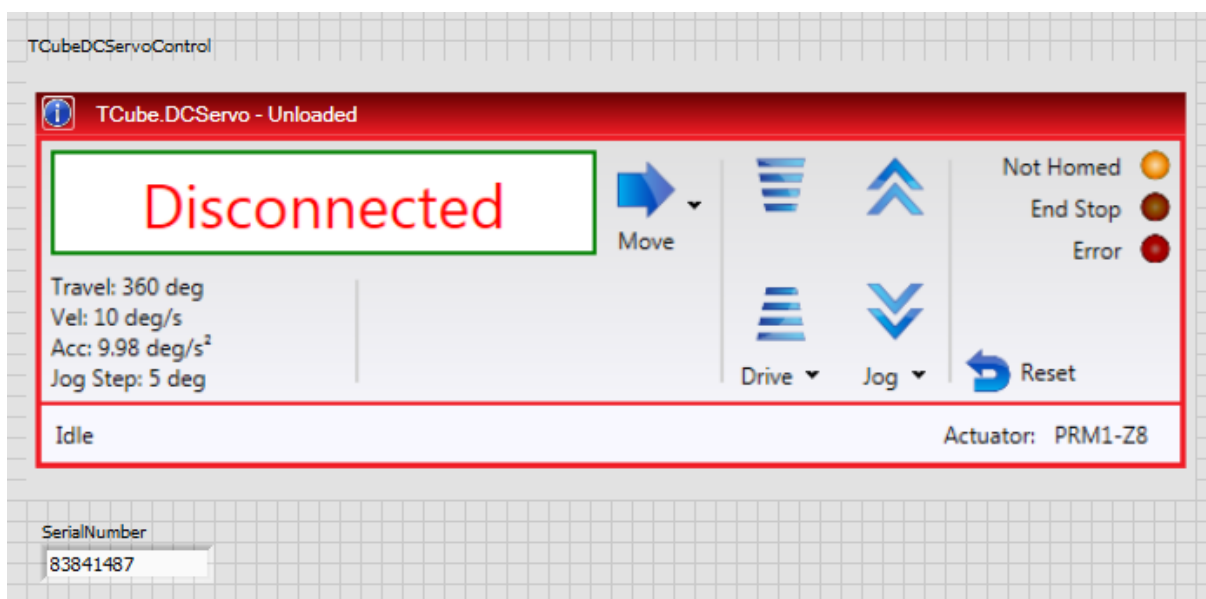 TCubeDCServoControl
TCube.DCServo - Unloaded
Disconnected
Move
Travel: 360 deg
Vel: 10 deg/s
Acc: 9.98 deg/s²
Jog Step: 5 deg
Drive
Jog
Not Homed
End Stop
Error
Reset
Idle
Actuator: PRM1-Z8
SerialNumber
83841487